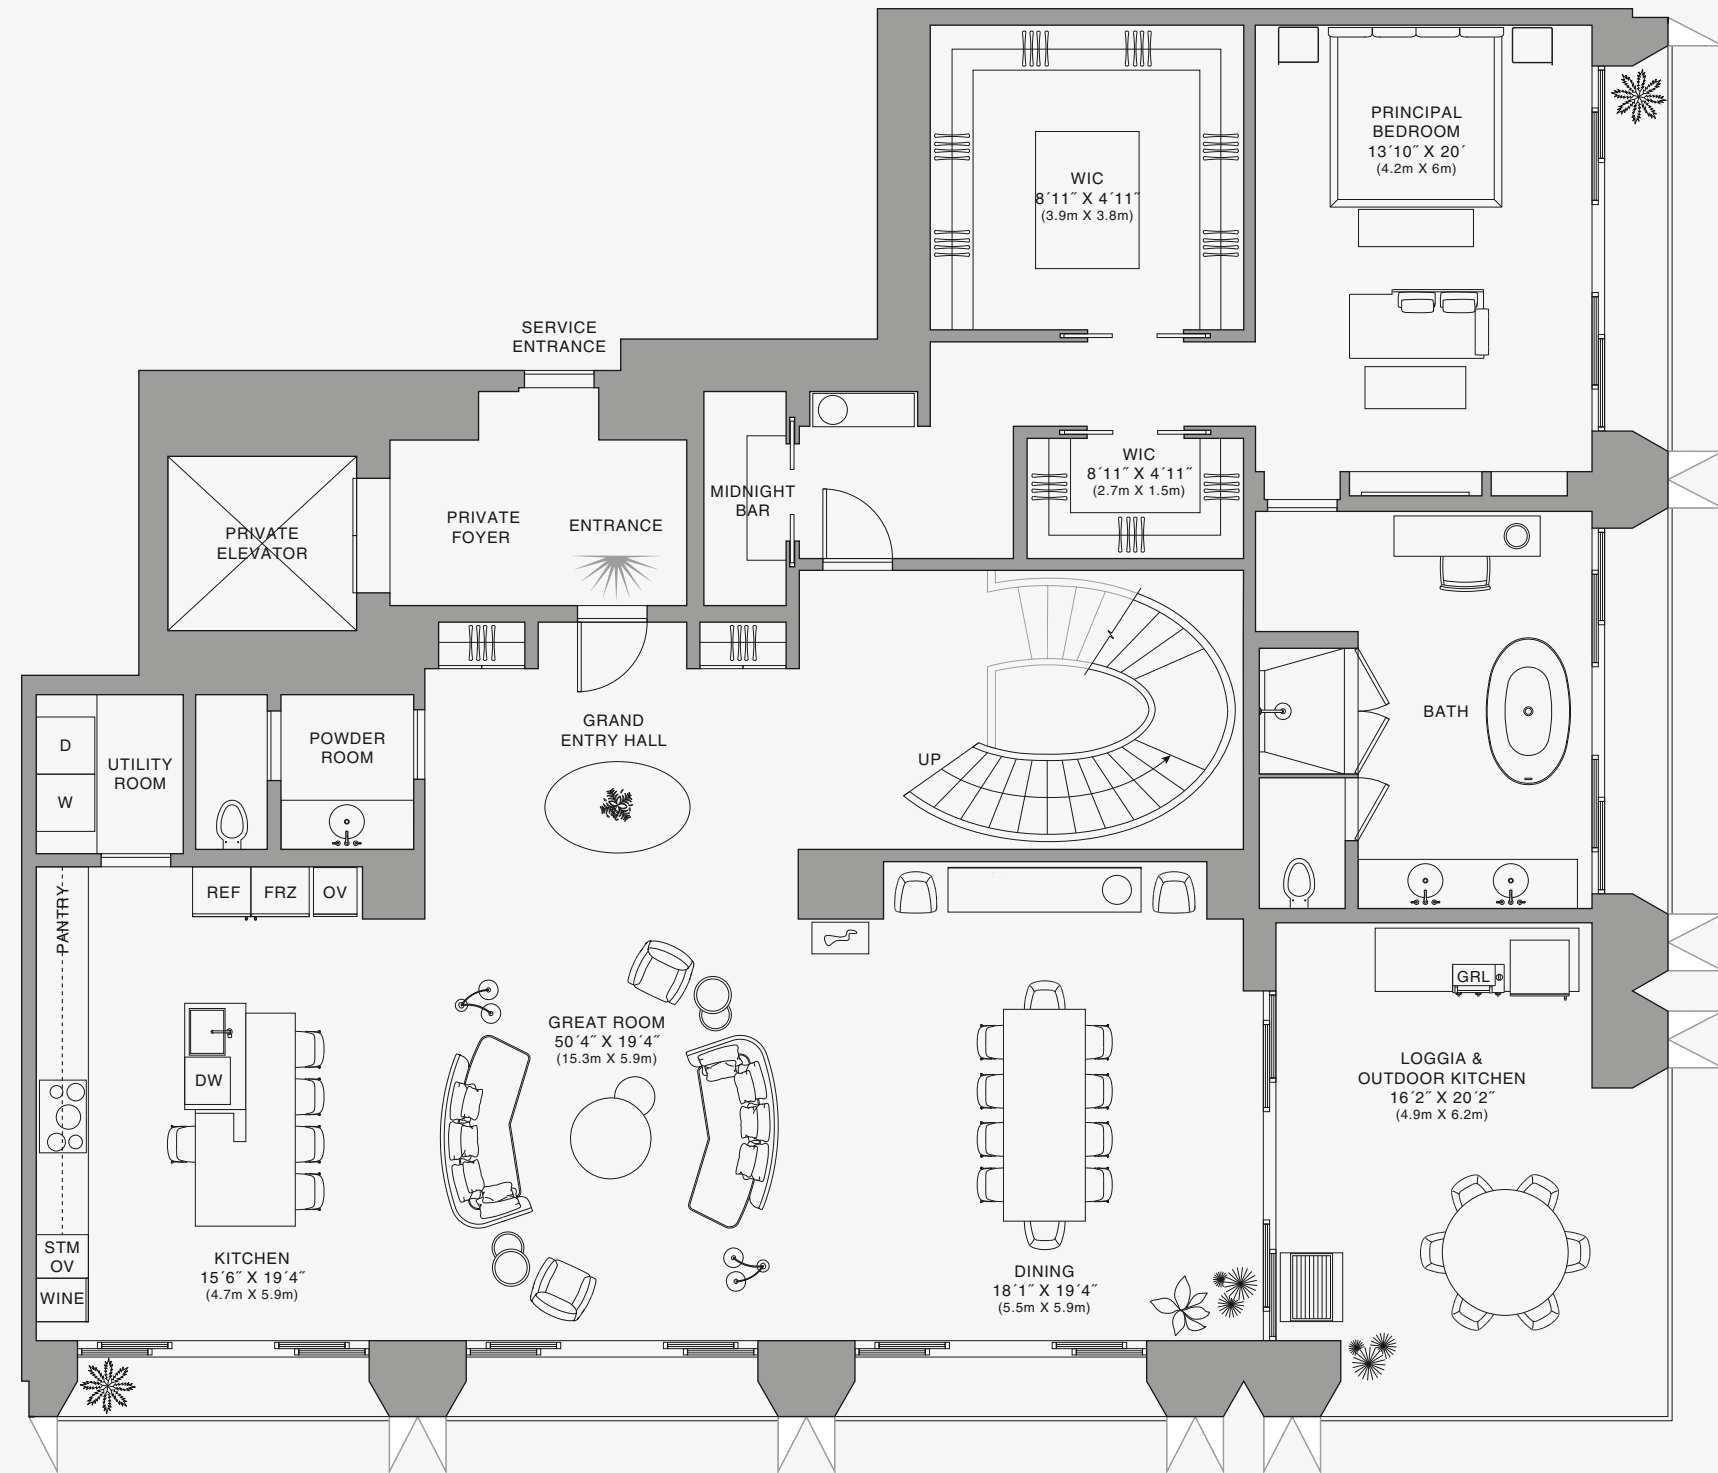 PRINCIPAL
BEDROOM
13´10˝ X 20´
(4.2m X 6m)
WIC
8´11˝ X 4´11˝
(3.9m X 3.8m)
SERVICE
ENTRANCE
WIC
8´11˝ X 4´11˝
(2.7m X 1.5m)
MIDNIGHT
BAR
PRIVATE
FOYER
ENTRANCE
PRIVATE
ELEVATOR
GRAND
ENTRY HALL
UP
BATH
POWDER
ROOM
UTILITY
ROOM
D
W
REF
FRZ
OV
PANTRY
GRL
GREAT ROOM
50´4˝ X 19´4˝
(15.3m X 5.9m)
DW
LOGGIA &
OUTDOOR KITCHEN
16´2˝ X 20´2˝
(4.9m X 6.2m)
STM
OV
WINE
KITCHEN
15´6˝ X 19´4˝
(4.7m X 5.9m)
DINING
18´1˝ X 19´4˝
(5.5m X 5.9m)